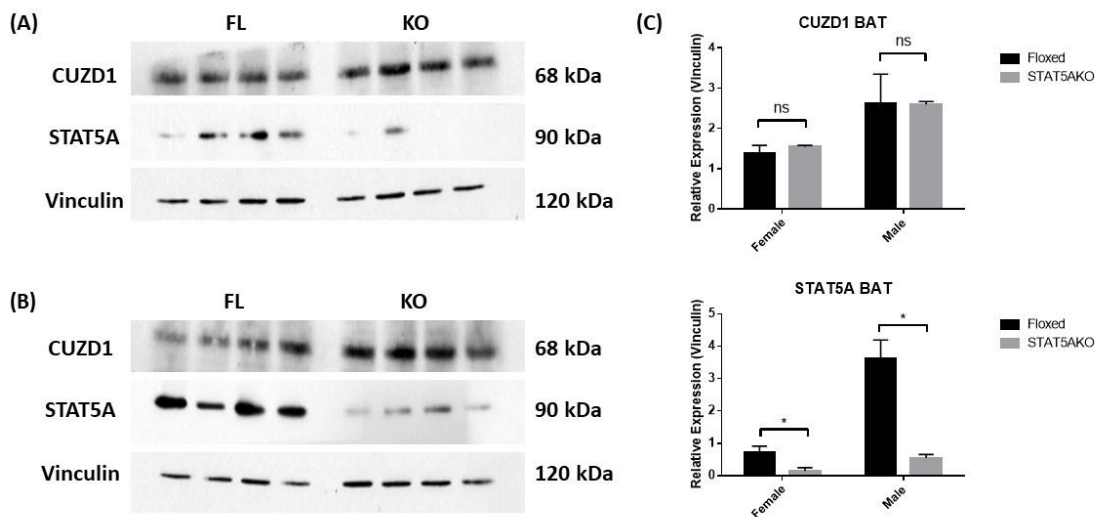 (A)
FL KO
CUZD1 68 kDa
STAT5A 90 kDa
Vinculin 120 kDa
(B)
FL KO
CUZD1 68 kDa
STAT5A 90 kDa
Vinculin 120 kDa
(C)
CUZD1 BAT
Relative Expression (Vinculin)
4
3
2
1
0
ns
ns
Female
Male
Floxed
STAT5AKO
STAT5A BAT
Relative Expression (Vinculin)
5
4
3
2
1
0
*
*
Female
Male
Floxed
STAT5AKO